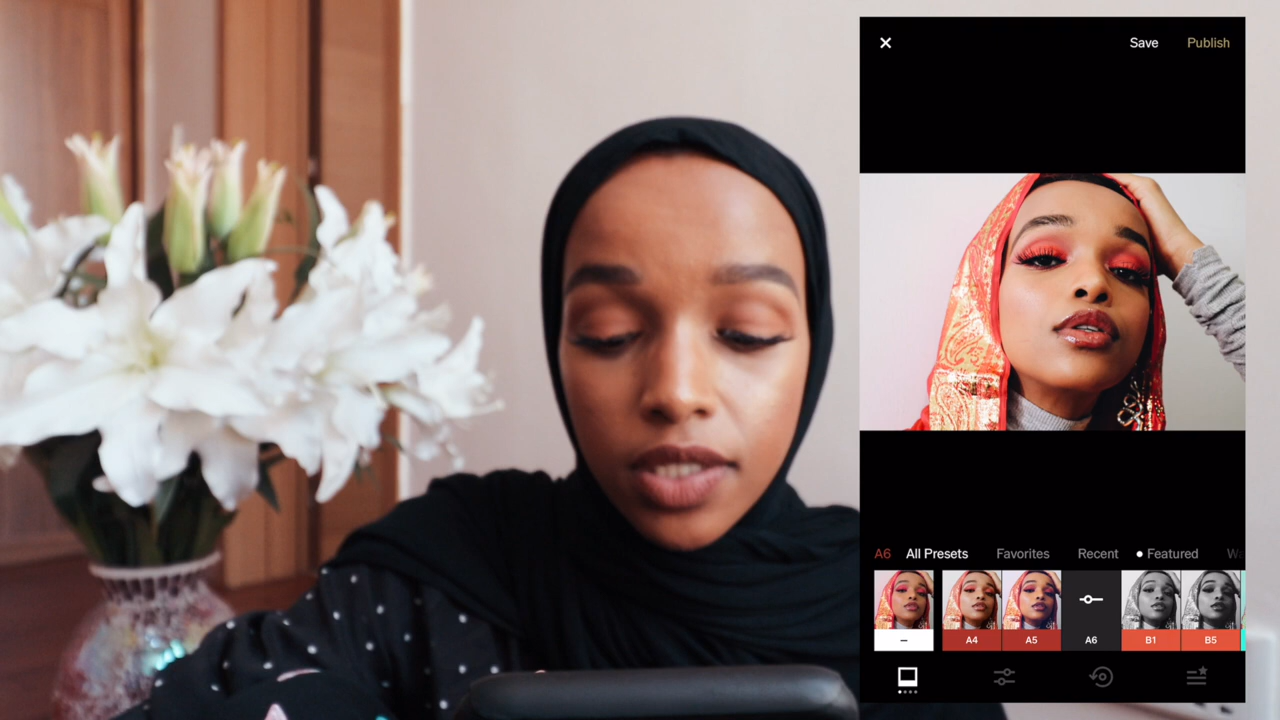 Save Publish
A6 All Presets Favorites Recent Featured
A4 A5 A6 B1 B5